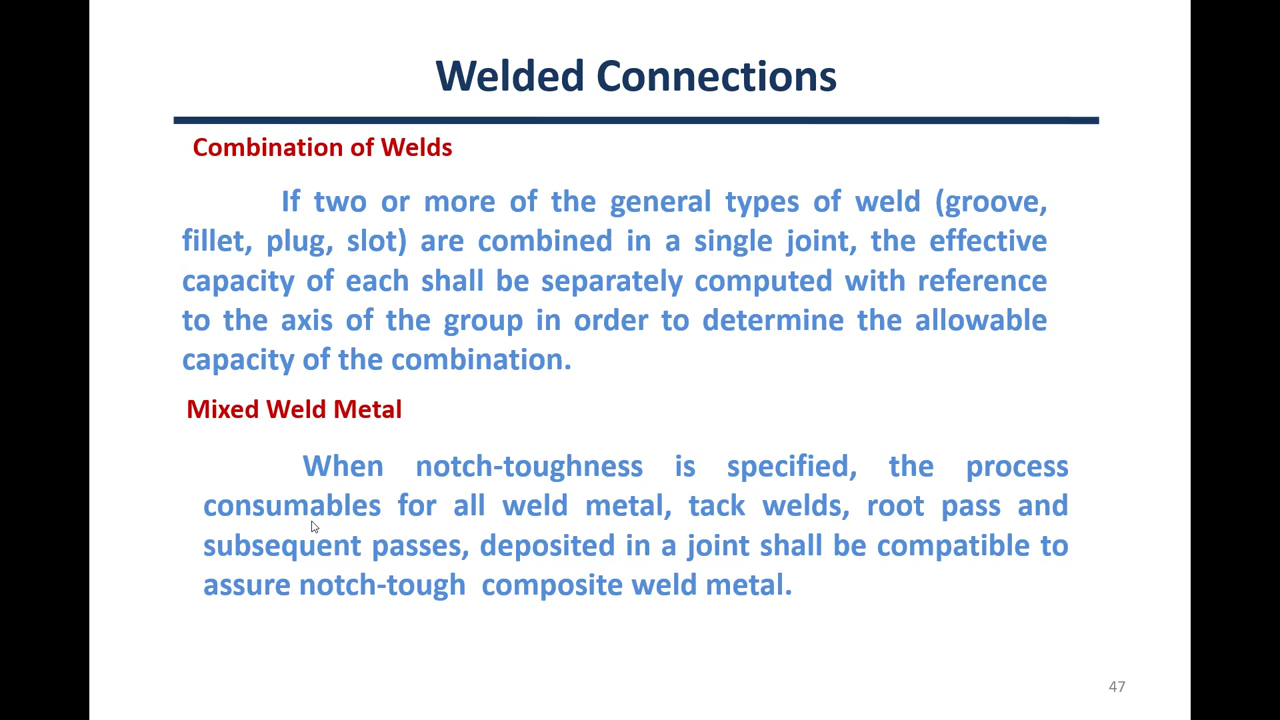 Welded Connections
Combination of Welds
If two or more of the general types of weld (groove,
fillet, plug, slot) are combined in a single joint, the effective
capacity of each shall be separately computed with reference
to the axis of the group in order to determine the allowable
capacity of the combination.
Mixed Weld Metal
When notch-toughness is specified, the process
consumables for all weld metal, tack welds, root pass and
subsequent passes, deposited in a joint shall be compatible to
assure notch-tough composite weld metal.
47